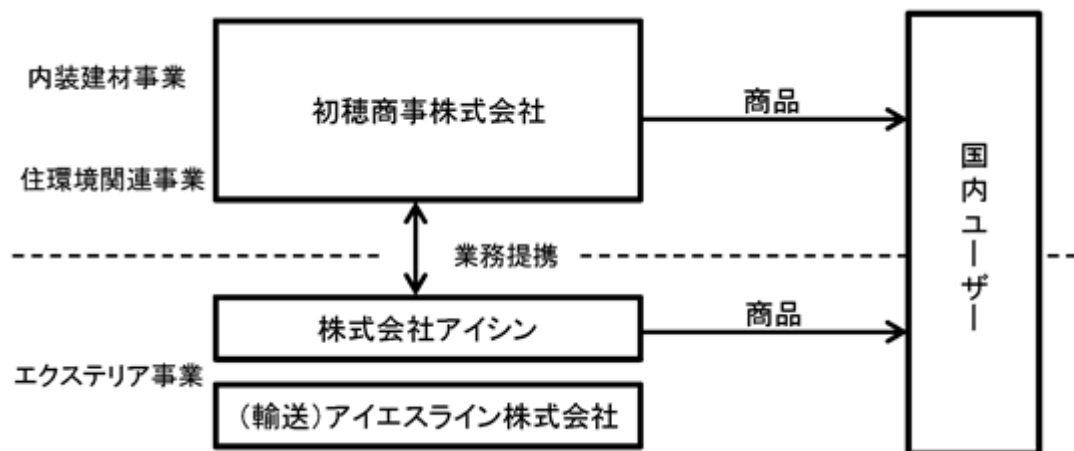 内装建材事業
初穂商事株式会社
商品
住環境関連事業
国内ユーザー
業務提携
株式会社アイシン
商品
エクステリア事業
（輸送）アイエスライン株式会社